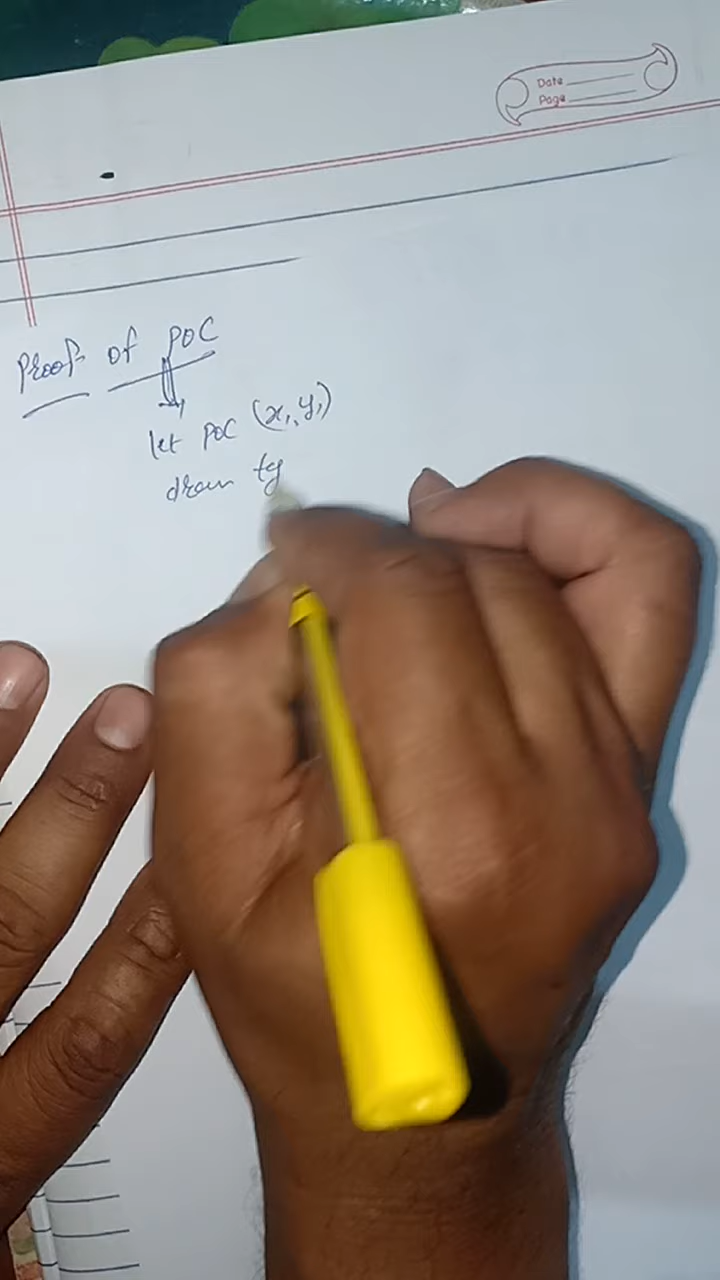 Date
Page
Proof of POC
let POC (x₁, y₁)
draw tg